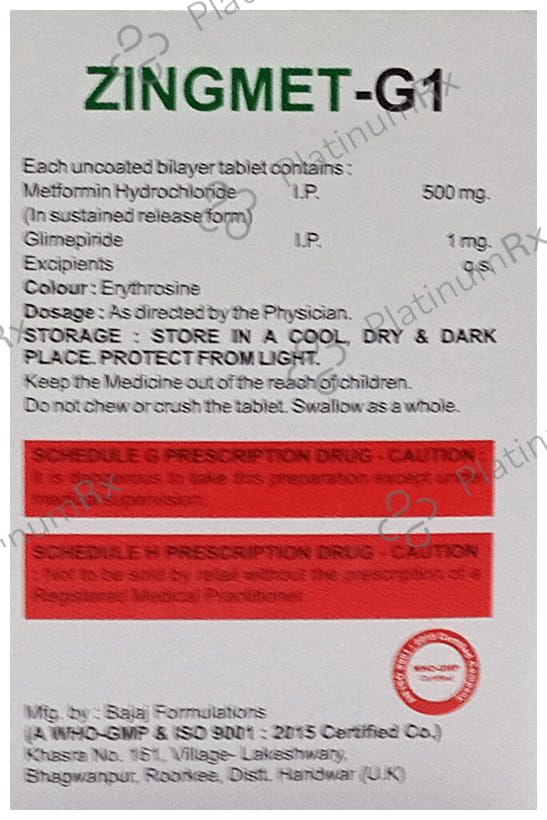 ZINGMET-G1
Each uncoated bilayer tablet contains :
Metformin Hydrochloride I.P. 500 mg.
(In sustained release form)
Glimepiride I.P. 1 mg.
Excipients q.s.
Colour : Erythrosine
Dosage : As directed by the Physician.
STORAGE : STORE IN A COOL, DRY & DARK
PLACE. PROTECT FROM LIGHT.
Keep the Medicine out of the reach of children.
Do not chew or crush the tablet. Swallow as a whole.
SCHEDULE G PRESCRIPTION DRUG - CAUTION :
It is dangerous to take this preparation except under
medical supervision.
SCHEDULE H PRESCRIPTION DRUG - CAUTION
: Not to be sold by retail without the prescription of a
Registered Medical Practitioner.
WHO-GMP
Certified
Mfg. by : Bajaj Formulations
(A WHO-GMP & ISO 9001 : 2015 Certified Co.)
Khasra No. 161, Village- Lakeshwary,
Bhagwanpur, Roorkee, Distt. Haridwar (U.K)
PlatinumRx
PlatinumRx
PlatinumRx
PlatinumRx